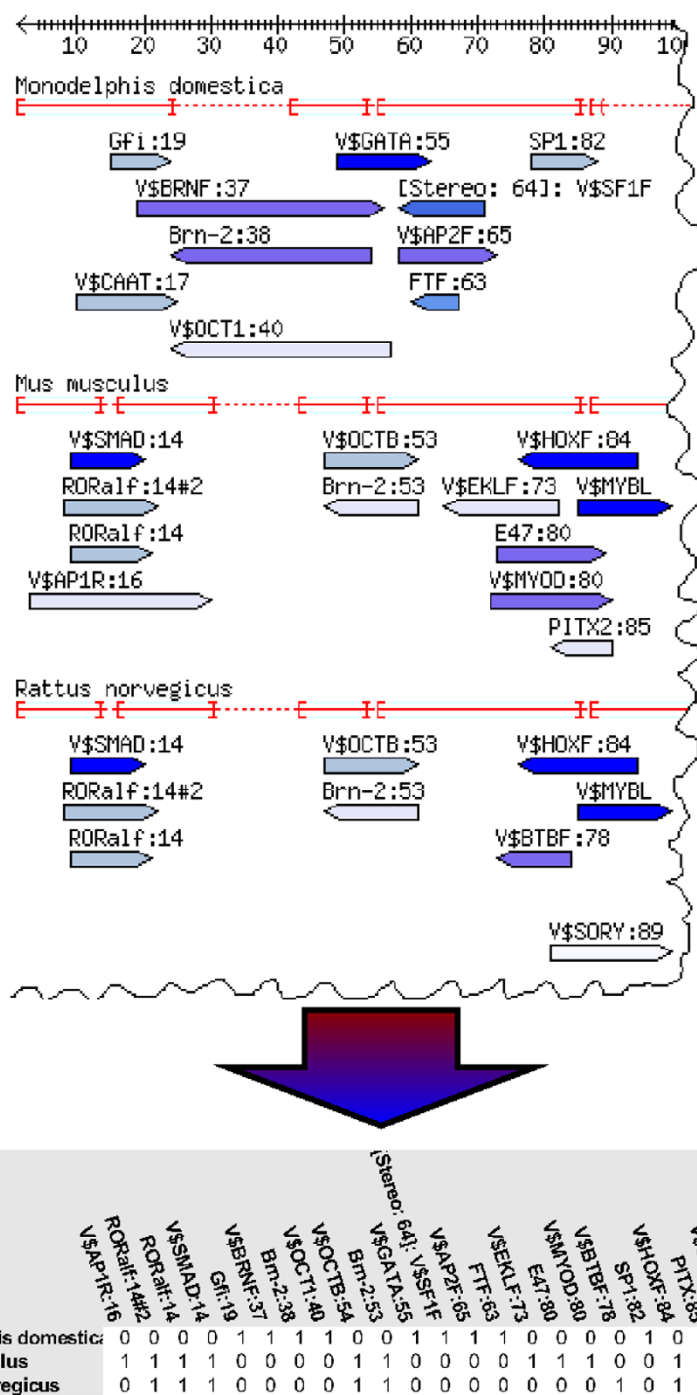 10 20 30 40 50 60 70 80 90 10
Monodelphis domestica
Gfi:19 V$GATA:55 SP1:82
V$BRNF:37 [Stereo: 64]: V$SF1F
Brn-2:38 V$AP2F:65
V$CAAT:17 FTF:63
V$OCT1:40
Mus musculus
V$SMAD:14 V$OCTB:53 V$HOXF:84
RORalf:14#2 Brn-2:53 V$EKLF:73 V$MYBL
RORalf:14 E47:80
V$AP1R:16 V$MYOD:80
PITX2:85
Rattus norvegicus
V$SMAD:14 V$OCTB:53 V$HOXF:84
RORalf:14#2 Brn-2:53 V$MYBL
RORalf:14 V$BTBF:78
V$SORY:89
V$AP1R:16
RORalf:14#2
RORalf:14
V$SMAD:14
Gfi:19
V$BRNF:37
Brn-2:38
V$OCT1:40
V$OCTB:54
Brn-2:53
V$GATA:55
[Stereo: 64]: V$SF1F
V$AP2F:65
FTF:63
V$EKLF:73
E47:80
V$MYOD:80
V$BTBF:78
SP1:82
V$HOXF:84
is domestica 0 0 0 0 1 1 1 1 0 0 1 1 1 1 0 0 0 0 1 0
lus 1 1 1 1 0 0 0 0 1 1 0 0 0 0 1 1 1 0 0 1
vegicus 0 1 1 1 0 0 0 0 1 1 0 0 0 0 0 0 0 1 0 1